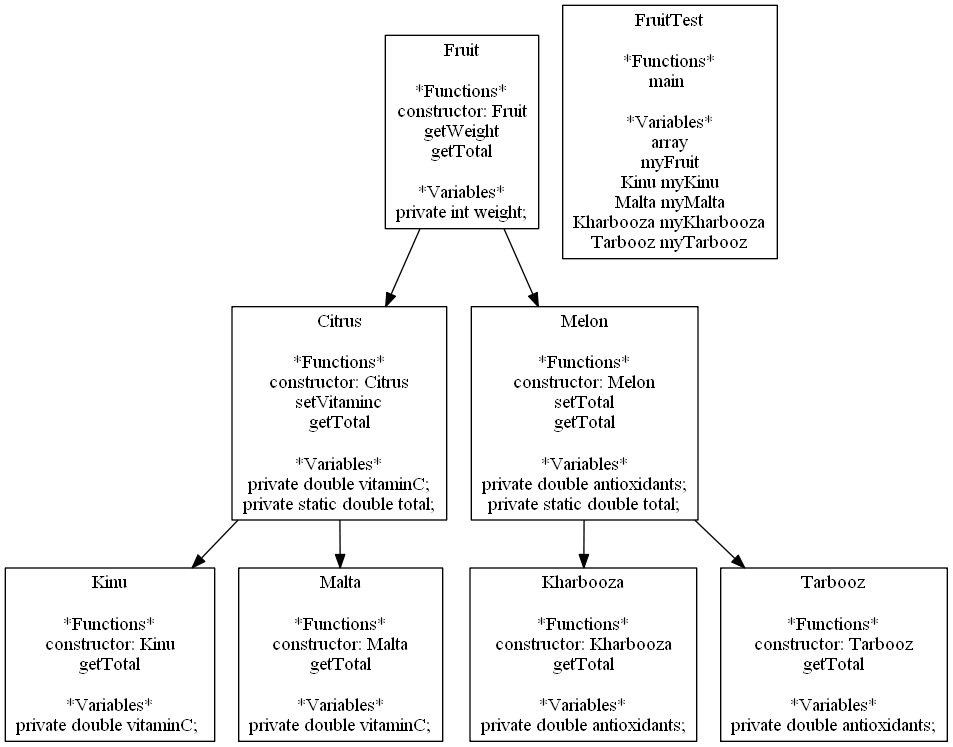 Fruit
*Functions*
constructor: Fruit
getWeight
getTotal
*Variables*
private int weight;
FruitTest
*Functions*
main
*Variables*
array
myFruit
Kinu myKinu
Malta myMalta
Kharbooza myKharbooza
Tarbooz myTarbooz
Citrus
*Functions*
constructor: Citrus
setVitaminc
getTotal
*Variables*
private double vitaminC;
private static double total;
Melon
*Functions*
constructor: Melon
setTotal
getTotal
*Variables*
private double antioxidants;
private static double total;
Kinu
*Functions*
constructor: Kinu
getTotal
*Variables*
private double vitaminC;
Malta
*Functions*
constructor: Malta
getTotal
*Variables*
private double vitaminC;
Kharbooza
*Functions*
constructor: Kharbooza
getTotal
*Variables*
private double antioxidants;
Tarbooz
*Functions*
constructor: Tarbooz
getTotal
*Variables*
private double antioxidants;